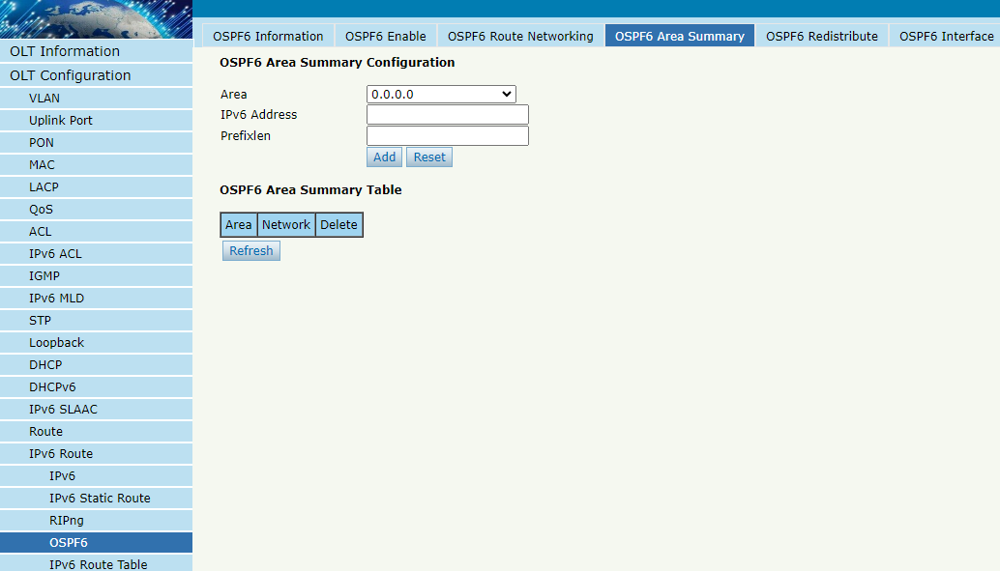 OLT Information
OLT Configuration
VLAN
Uplink Port
PON
MAC
LACP
QoS
ACL
IPv6 ACL
IGMP
IPv6 MLD
STP
Loopback
DHCP
DHCPv6
IPv6 SLAAC
Route
IPv6 Route
IPv6
IPv6 Static Route
RIPng
OSPF6
IPv6 Route Table
OSPF6 Information OSPF6 Enable OSPF6 Route Networking OSPF6 Area Summary OSPF6 Redistribute OSPF6 Interface
OSPF6 Area Summary Configuration
Area 0.0.0.0
IPv6 Address
Prefixlen
Add Reset
OSPF6 Area Summary Table
Area Network Delete
Refresh